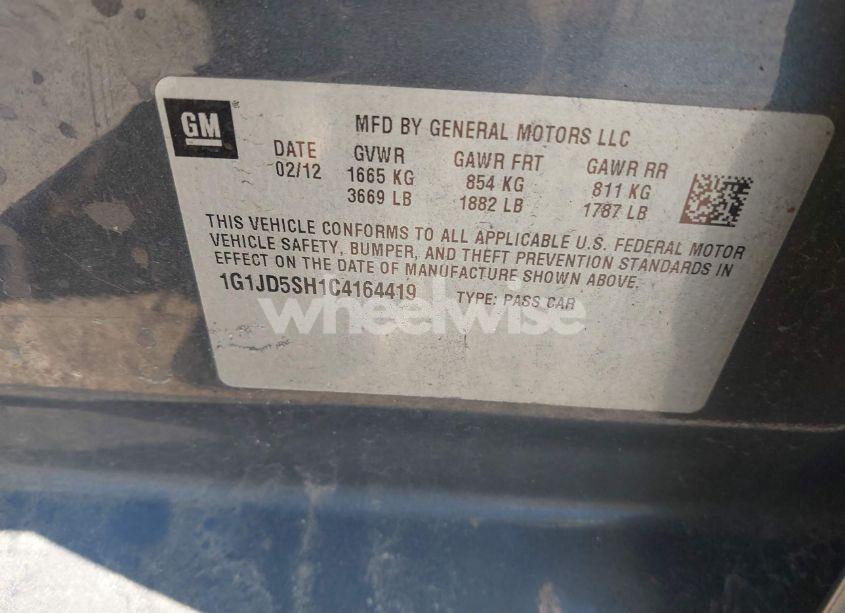 GM®
MFD BY GENERAL MOTORS LLC
DATE GVWR GAWR FRT GAWR RR
02/12 1665 KG 854 KG 811 KG
3669 LB 1882 LB 1787 LB
THIS VEHICLE CONFORMS TO ALL APPLICABLE U.S. FEDERAL MOTOR
VEHICLE SAFETY, BUMPER, AND THEFT PREVENTION STANDARDS IN
EFFECT ON THE DATE OF MANUFACTURE SHOWN ABOVE.
1G1JD5SH1C4164419 TYPE: PASS CAR
wheelwise